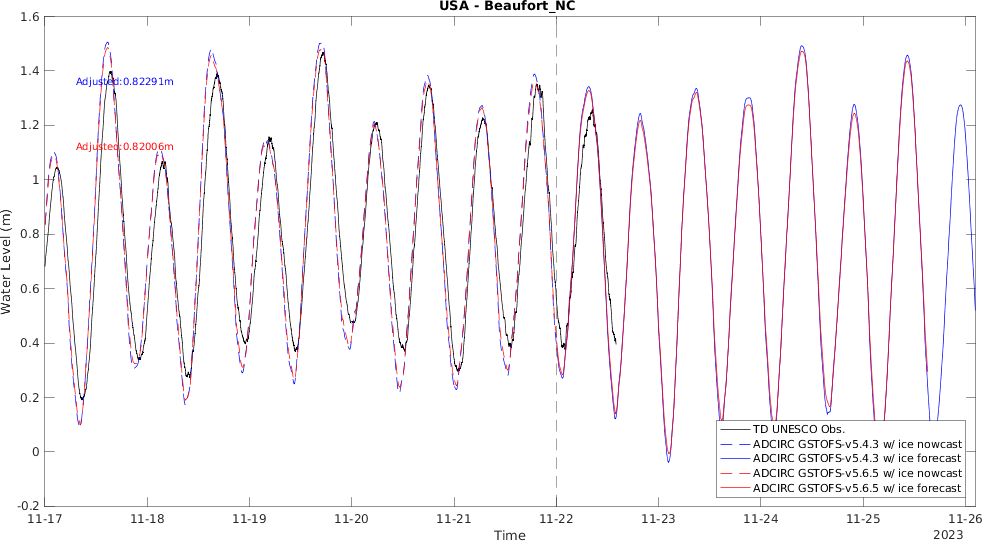 USA - Beaufort_NC
1.6
1.4
1.2
1
0.8
0.6
0.4
0.2
0
-0.2
Water Level (m)
Adjusted:0.82291m
Adjusted:0.82006m
TD UNESCO Obs.
ADCIRC GSTOFS-v5.4.3 w/ ice nowcast
ADCIRC GSTOFS-v5.4.3 w/ ice forecast
ADCIRC GSTOFS-v5.6.5 w/ ice nowcast
ADCIRC GSTOFS-v5.6.5 w/ ice forecast
11-17 11-18 11-19 11-20 11-21 11-22 11-23 11-24 11-25 11-26
Time
2023